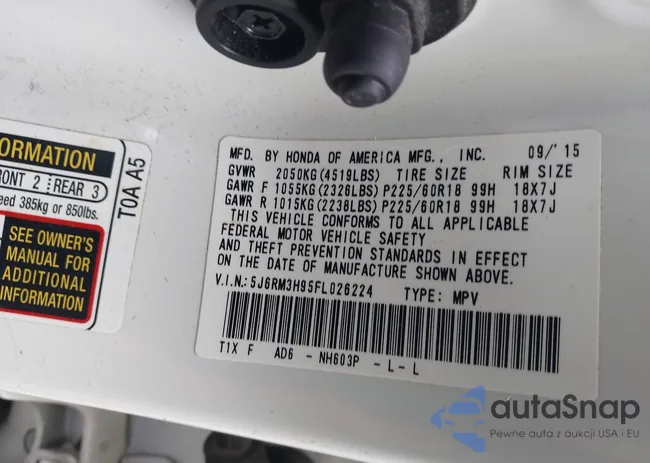 ORMATION
RONT 2 REAR 3
eed 385kg or 850lbs.
SEE OWNER'S
MANUAL FOR
ADDITIONAL
INFORMATION
T0A A5
MFD. BY HONDA OF AMERICA MFG., INC. 09/'15
GVWR 2050KG(4519LBS) TIRE SIZE RIM SIZE
GAWR F 1055KG(2326LBS) P225/60R18 99H 18X7J
GAWR R 1015KG(2238LBS) P225/60R18 99H 18X7J
THIS VEHICLE CONFORMS TO ALL APPLICABLE
FEDERAL MOTOR VEHICLE SAFETY
AND THEFT PREVENTION STANDARDS IN EFFECT
ON THE DATE OF MANUFACTURE SHOWN ABOVE.
V.I.N.:5J6RM3H95FL026224 TYPE: MPV
T1X F AD6 -NH603P -L-L
autaSnap
Pewne auta z aukcji USA i EU